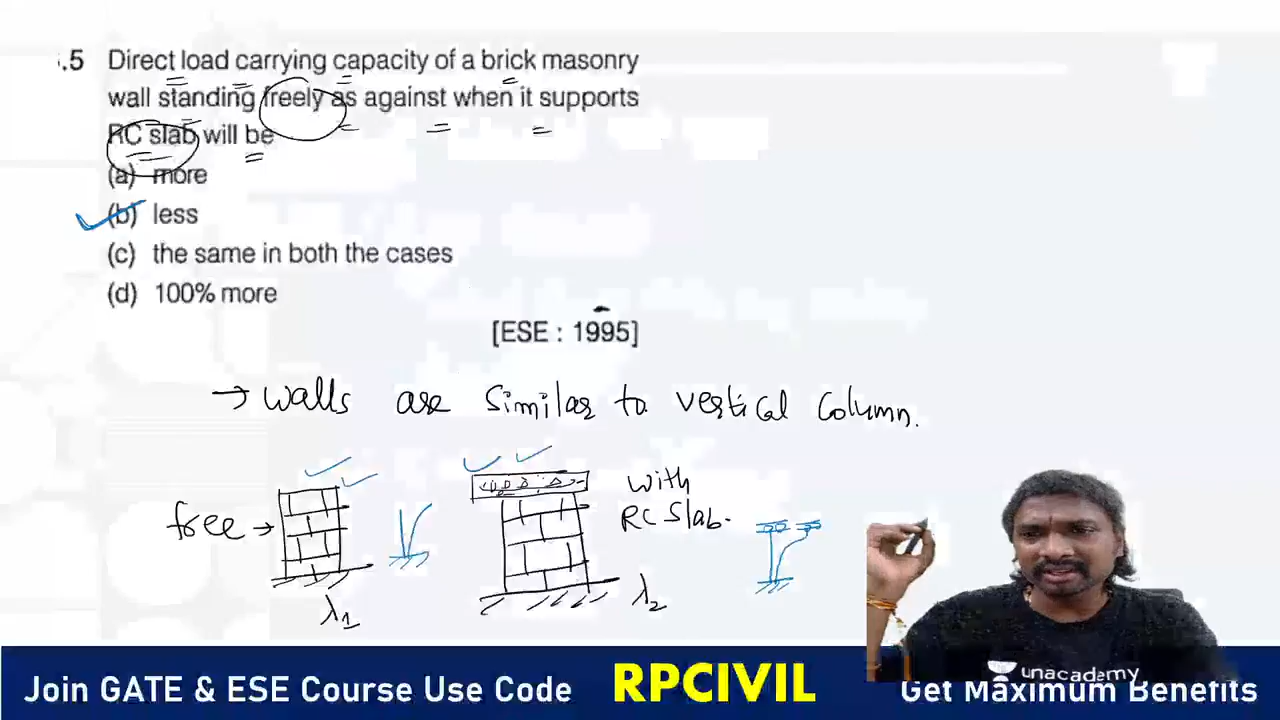 .5 Direct load carrying capacity of a brick masonry
wall standing freely as against when it supports
RC slab will be
(a) more
(b) less
(c) the same in both the cases
(d) 100% more
[ESE : 1995]
→ walls are similar to vertical column.
free →
with
RC Slab.
λ1
λ2
unacademy
Join GATE & ESE Course Use Code RPCIVIL Get Maximum Benefits